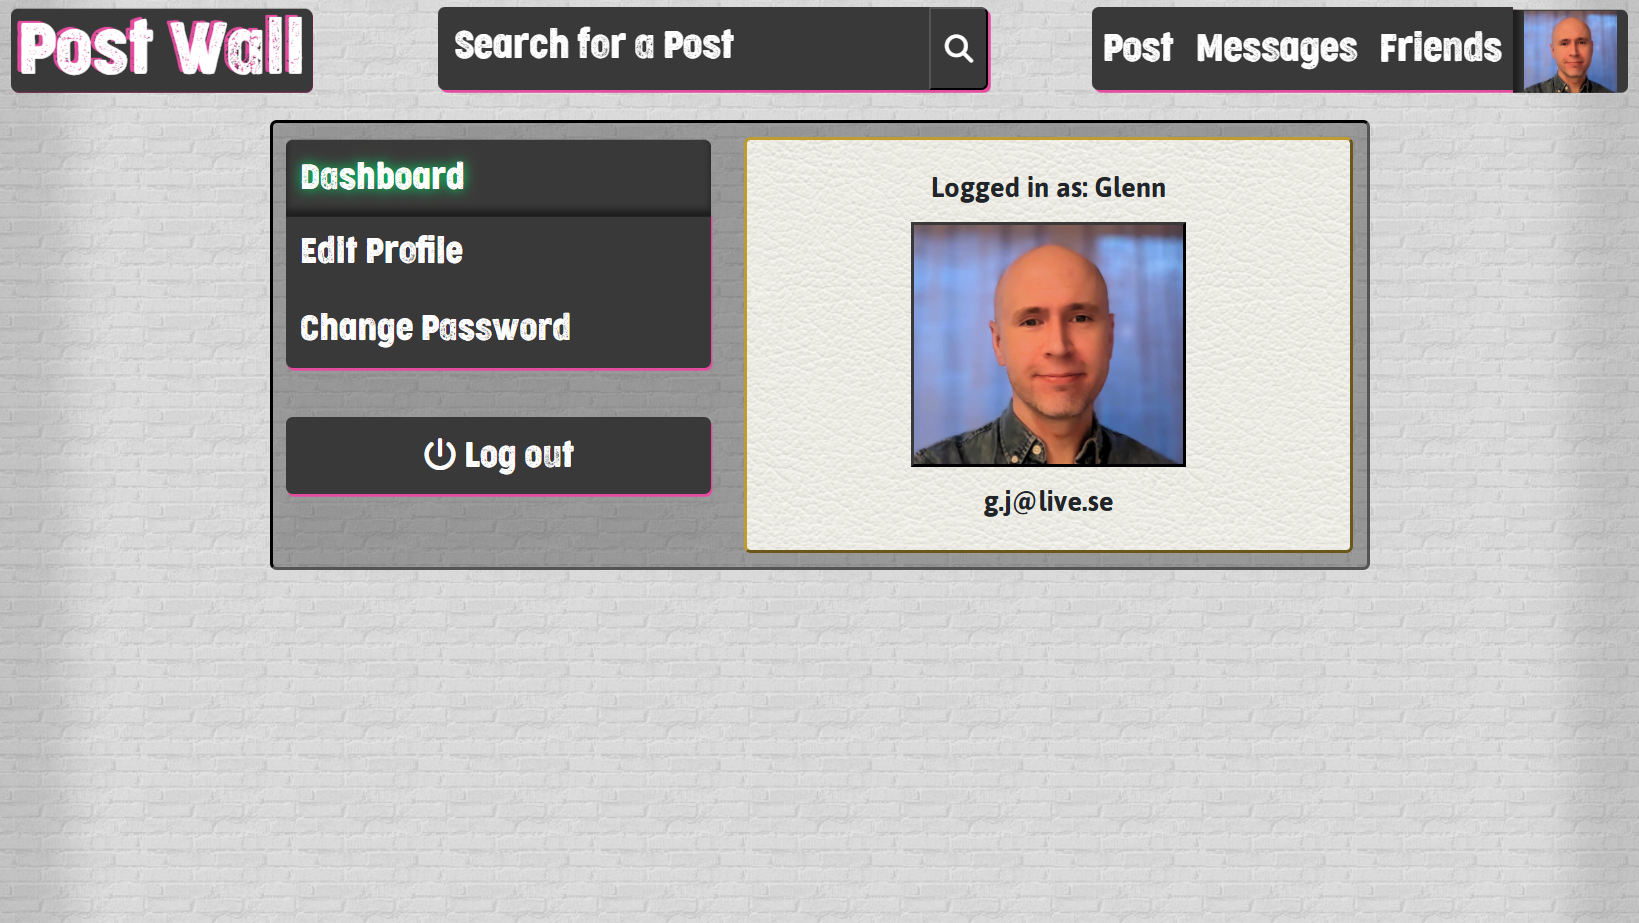 Post Wall
Search for a Post
Post Messages Friends
Dashboard
Edit Profile
Change Password
Log out
Logged in as: Glenn
g.j@live.se